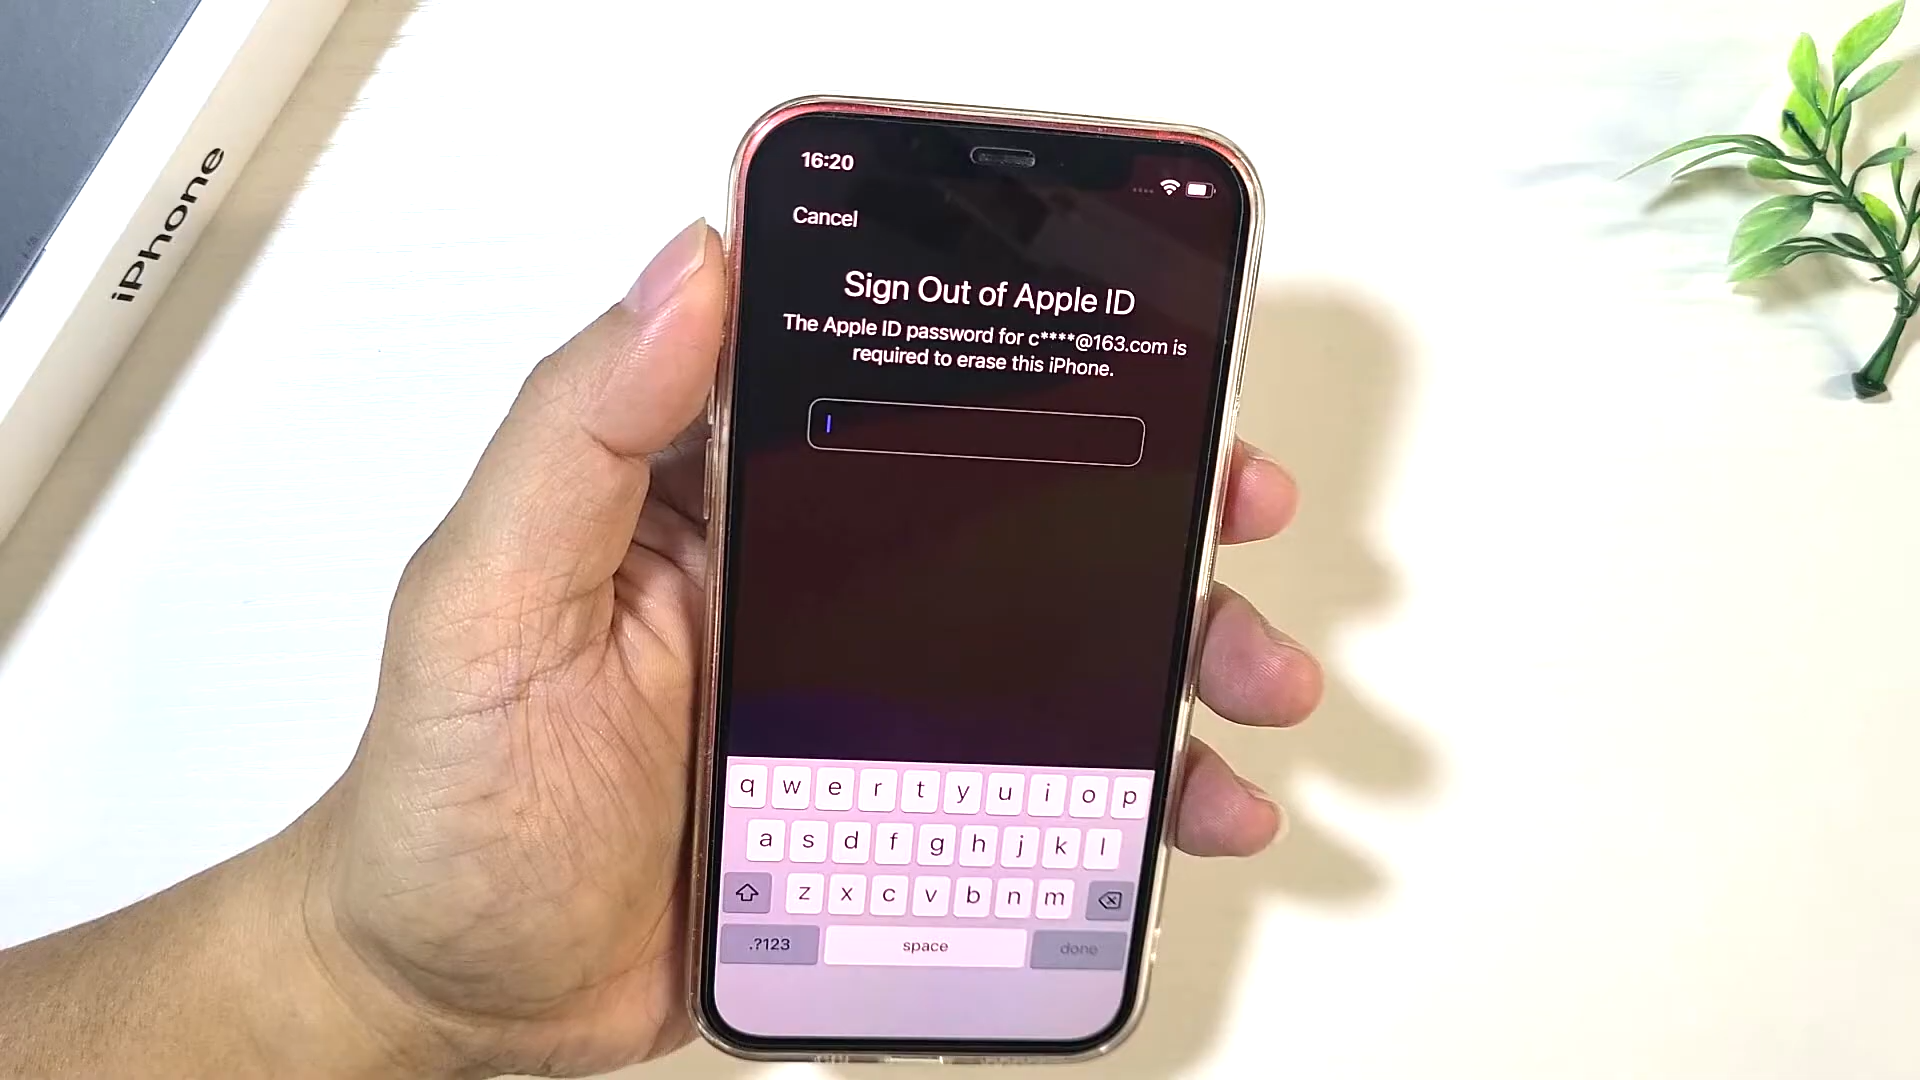 iPhone
16:20
Cancel
Sign Out of Apple ID
The Apple ID password for c****@163.com is
required to erase this iPhone.
q w e r t y u i o p
a s d f g h j k l
z x c v b n m
.?123 space done